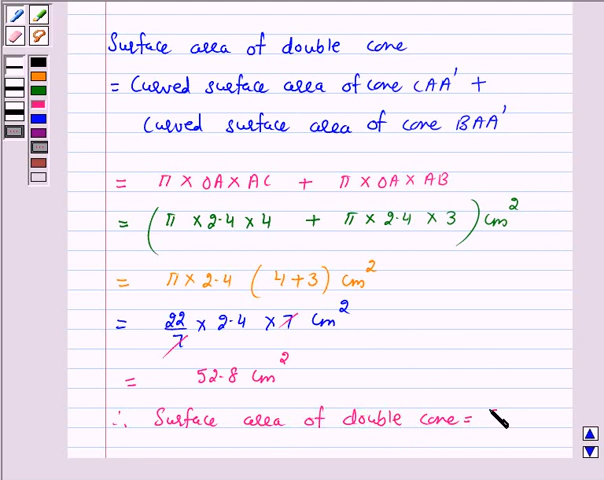 Surface area of double cone
= Curved surface area of cone CAA' +
Curved surface area of cone BAA'
= π × OA × AC + π × OA × AB
= (π × 2.4 × 4 + π × 2.4 × 3) cm²
= π × 2.4 (4+3) cm²
= 22/7 × 2.4 × 7 cm²
= 52.8 cm²
∴ Surface area of double cone =